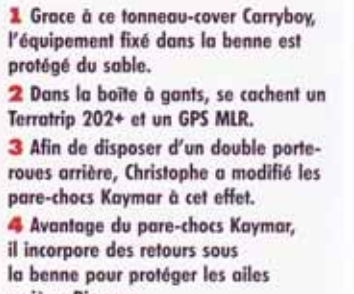 1 Grace à ce tonneau-cover Carryboy,
l'équipement fixé dans la benne est
protégé du sable.
2 Dans la boîte à gants, se cachent un
Terratrip 202+ et un GPS MLR.
3 Afin de disposer d'un double porte-
roues arrière, Christophe a modifié les
pare-chocs Kaymar à cet effet.
4 Avantage du pare-chocs Kaymar,
il incorpore des retours sous
la benne pour protéger les ailes